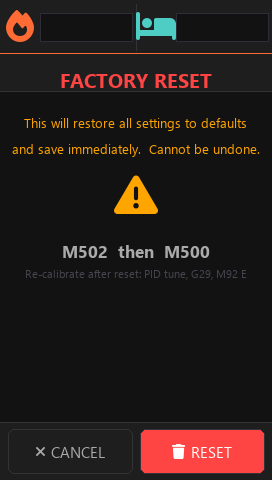 FACTORY RESET
This will restore all settings to defaults
and save immediately. Cannot be undone.
M502 then M500
Re-calibrate after reset: PID tune, G29, M92 E
CANCEL
RESET